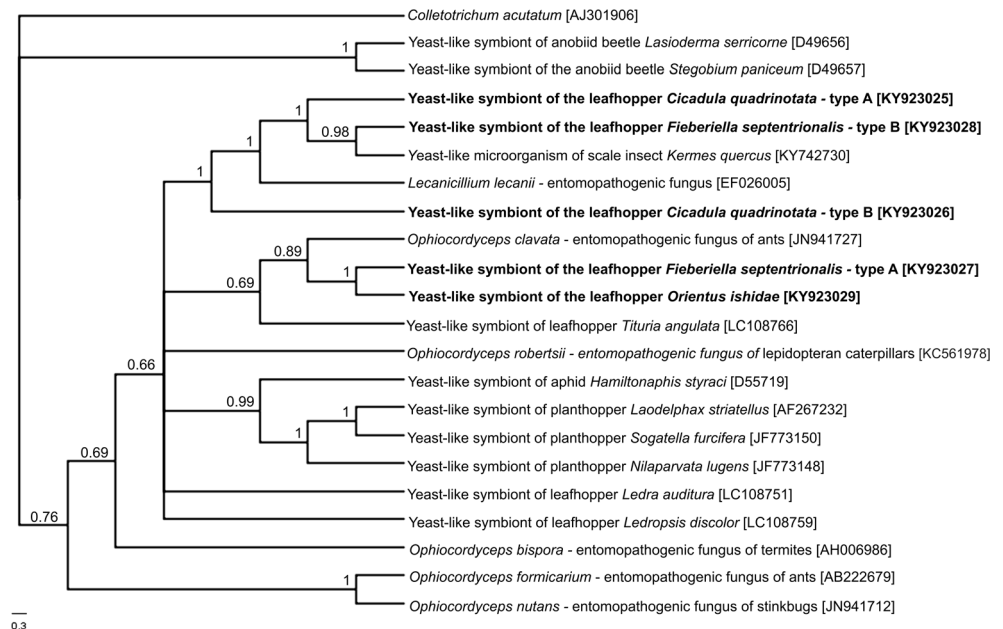 Colletotrichum acutatum [AJ301906]
1
Yeast-like symbiont of anobiid beetle Lasioderma serricorne [D49656]
Yeast-like symbiont of the anobiid beetle Stegobium paniceum [D49657]
1
Yeast-like symbiont of the leafhopper Cicadula quadrinotata - type A [KY923025]
0.98
Yeast-like symbiont of the leafhopper Fieberiella septentrionalis - type B [KY923028]
1
Yeast-like microorganism of scale insect Kermes quercus [KY742730]
1
Lecanicillium lecanii - entomopathogenic fungus [EF026005]
Yeast-like symbiont of the leafhopper Cicadula quadrinotata - type B [KY923026]
Ophiocordyceps clavata - entomopathogenic fungus of ants [JN941727]
0.89
1
Yeast-like symbiont of the leafhopper Fieberiella septentrionalis - type A [KY923027]
0.69
Yeast-like symbiont of the leafhopper Orientus ishidae [KY923029]
Yeast-like symbiont of leafhopper Tituria angulata [LC108766]
Ophiocordyceps robertsii - entomopathogenic fungus of lepidopteran caterpillars [KC561978]
0.66
Yeast-like symbiont of aphid Hamiltonaphis styraci [D55719]
0.99
1
Yeast-like symbiont of planthopper Laodelphax striatellus [AF267232]
1
Yeast-like symbiont of planthopper Sogatella furcifera [JF773150]
0.69
Yeast-like symbiont of planthopper Nilaparvata lugens [JF773148]
Yeast-like symbiont of leafhopper Ledra auditura [LC108751]
0.76
Yeast-like symbiont of leafhopper Ledropsis discolor [LC108759]
Ophiocordyceps bispora - entomopathogenic fungus of termites [AH006986]
1
Ophiocordyceps formicarium - entomopathogenic fungus of ants [AB222679]
Ophiocordyceps nutans - entomopathogenic fungus of stinkbugs [JN941712]
0.3